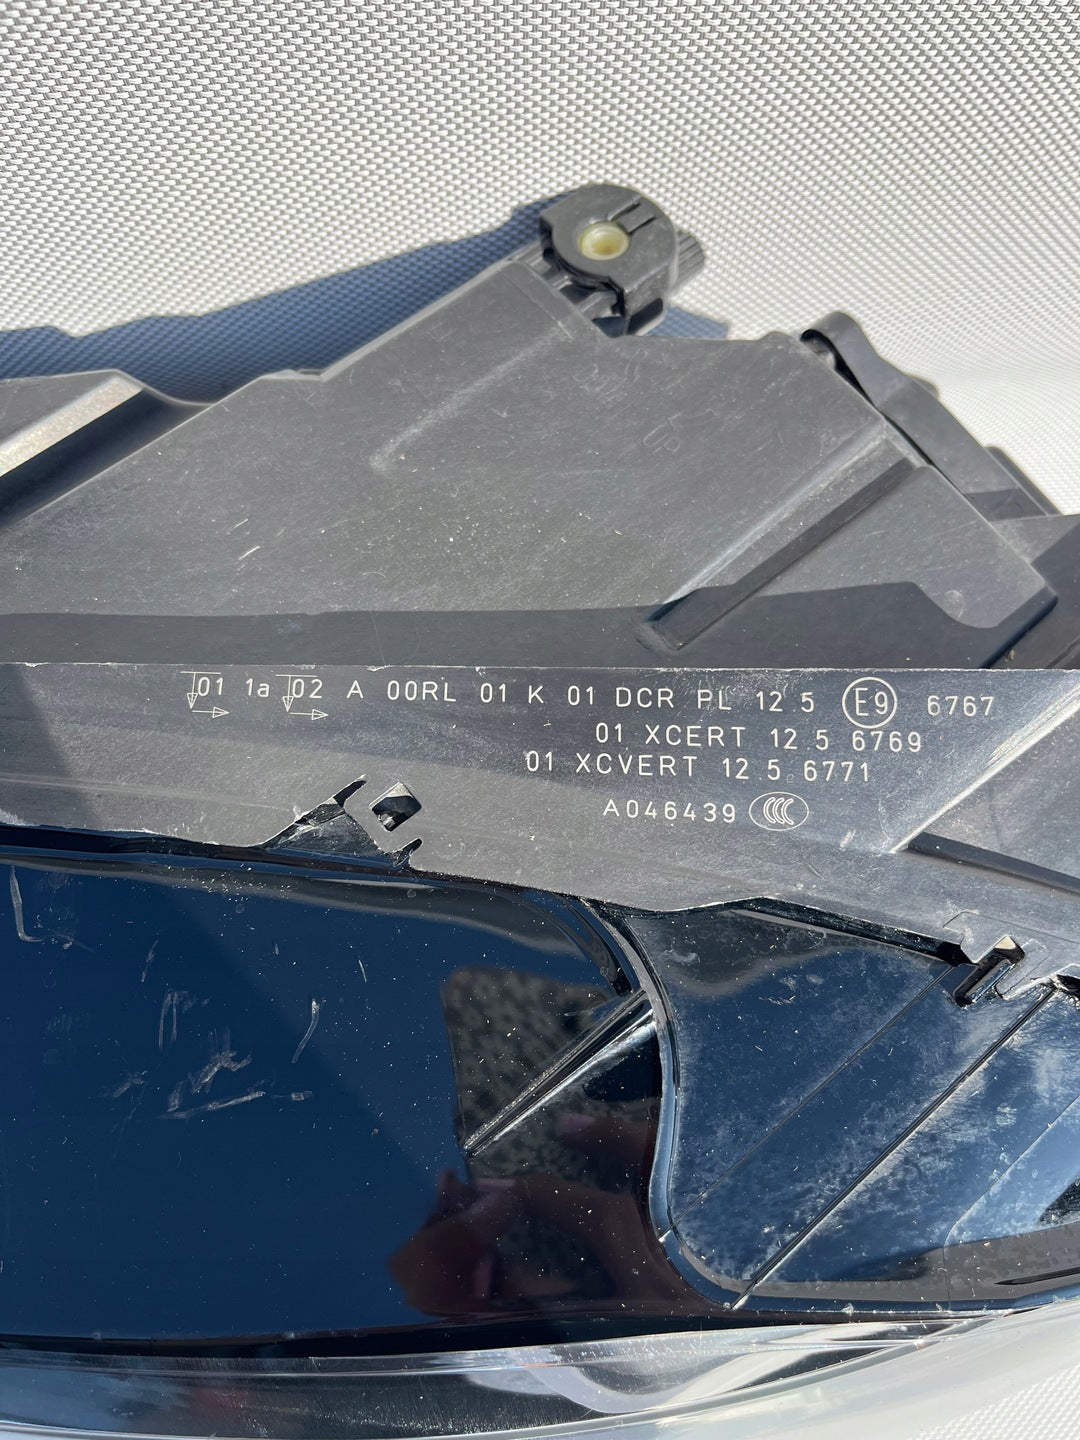 01 1a 02 A 00RL 01 K 01 DCR PL 12 5 E9 6767
01 XCERT 12 5 6769
01 XCVERT 12 5 6771
A046439 CCC